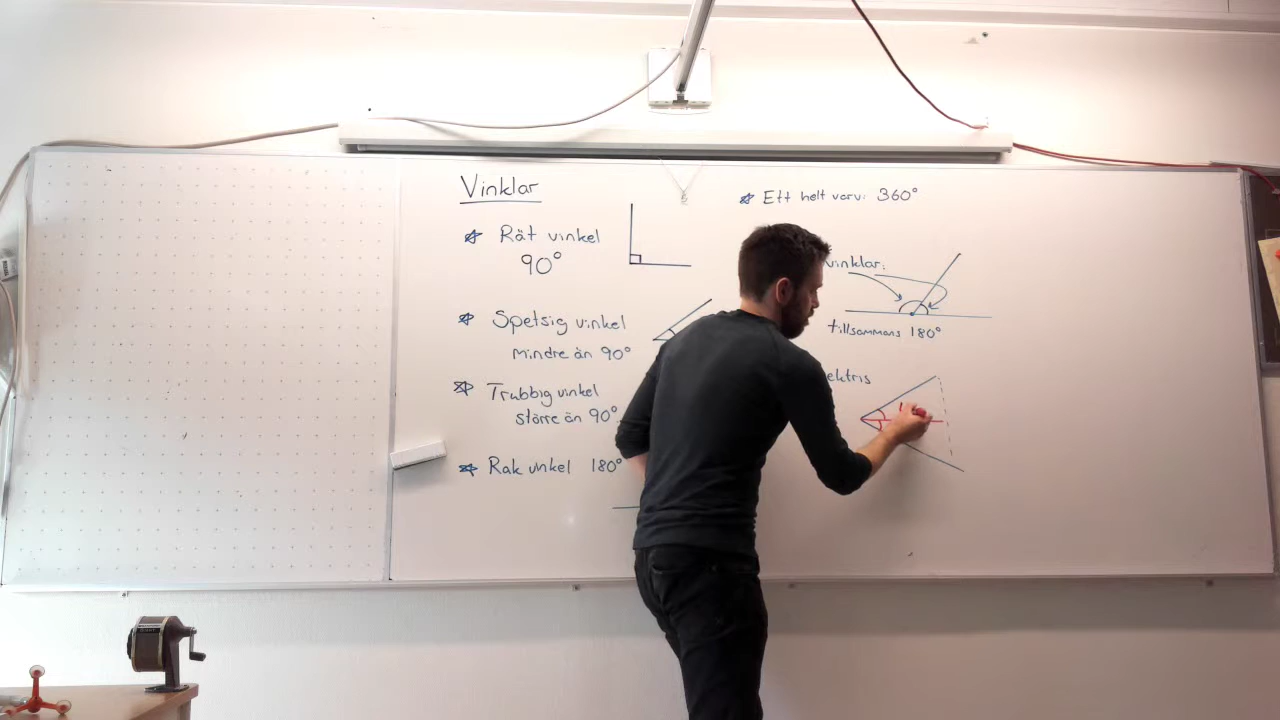 Vinklar
Rät vinkel
90°
Spetsig vinkel
mindre än 90°
Trubbig vinkel
större än 90°
Rak vinkel 180°
Ett helt varv: 360°
vinklar:
tillsammans 180°
ektris